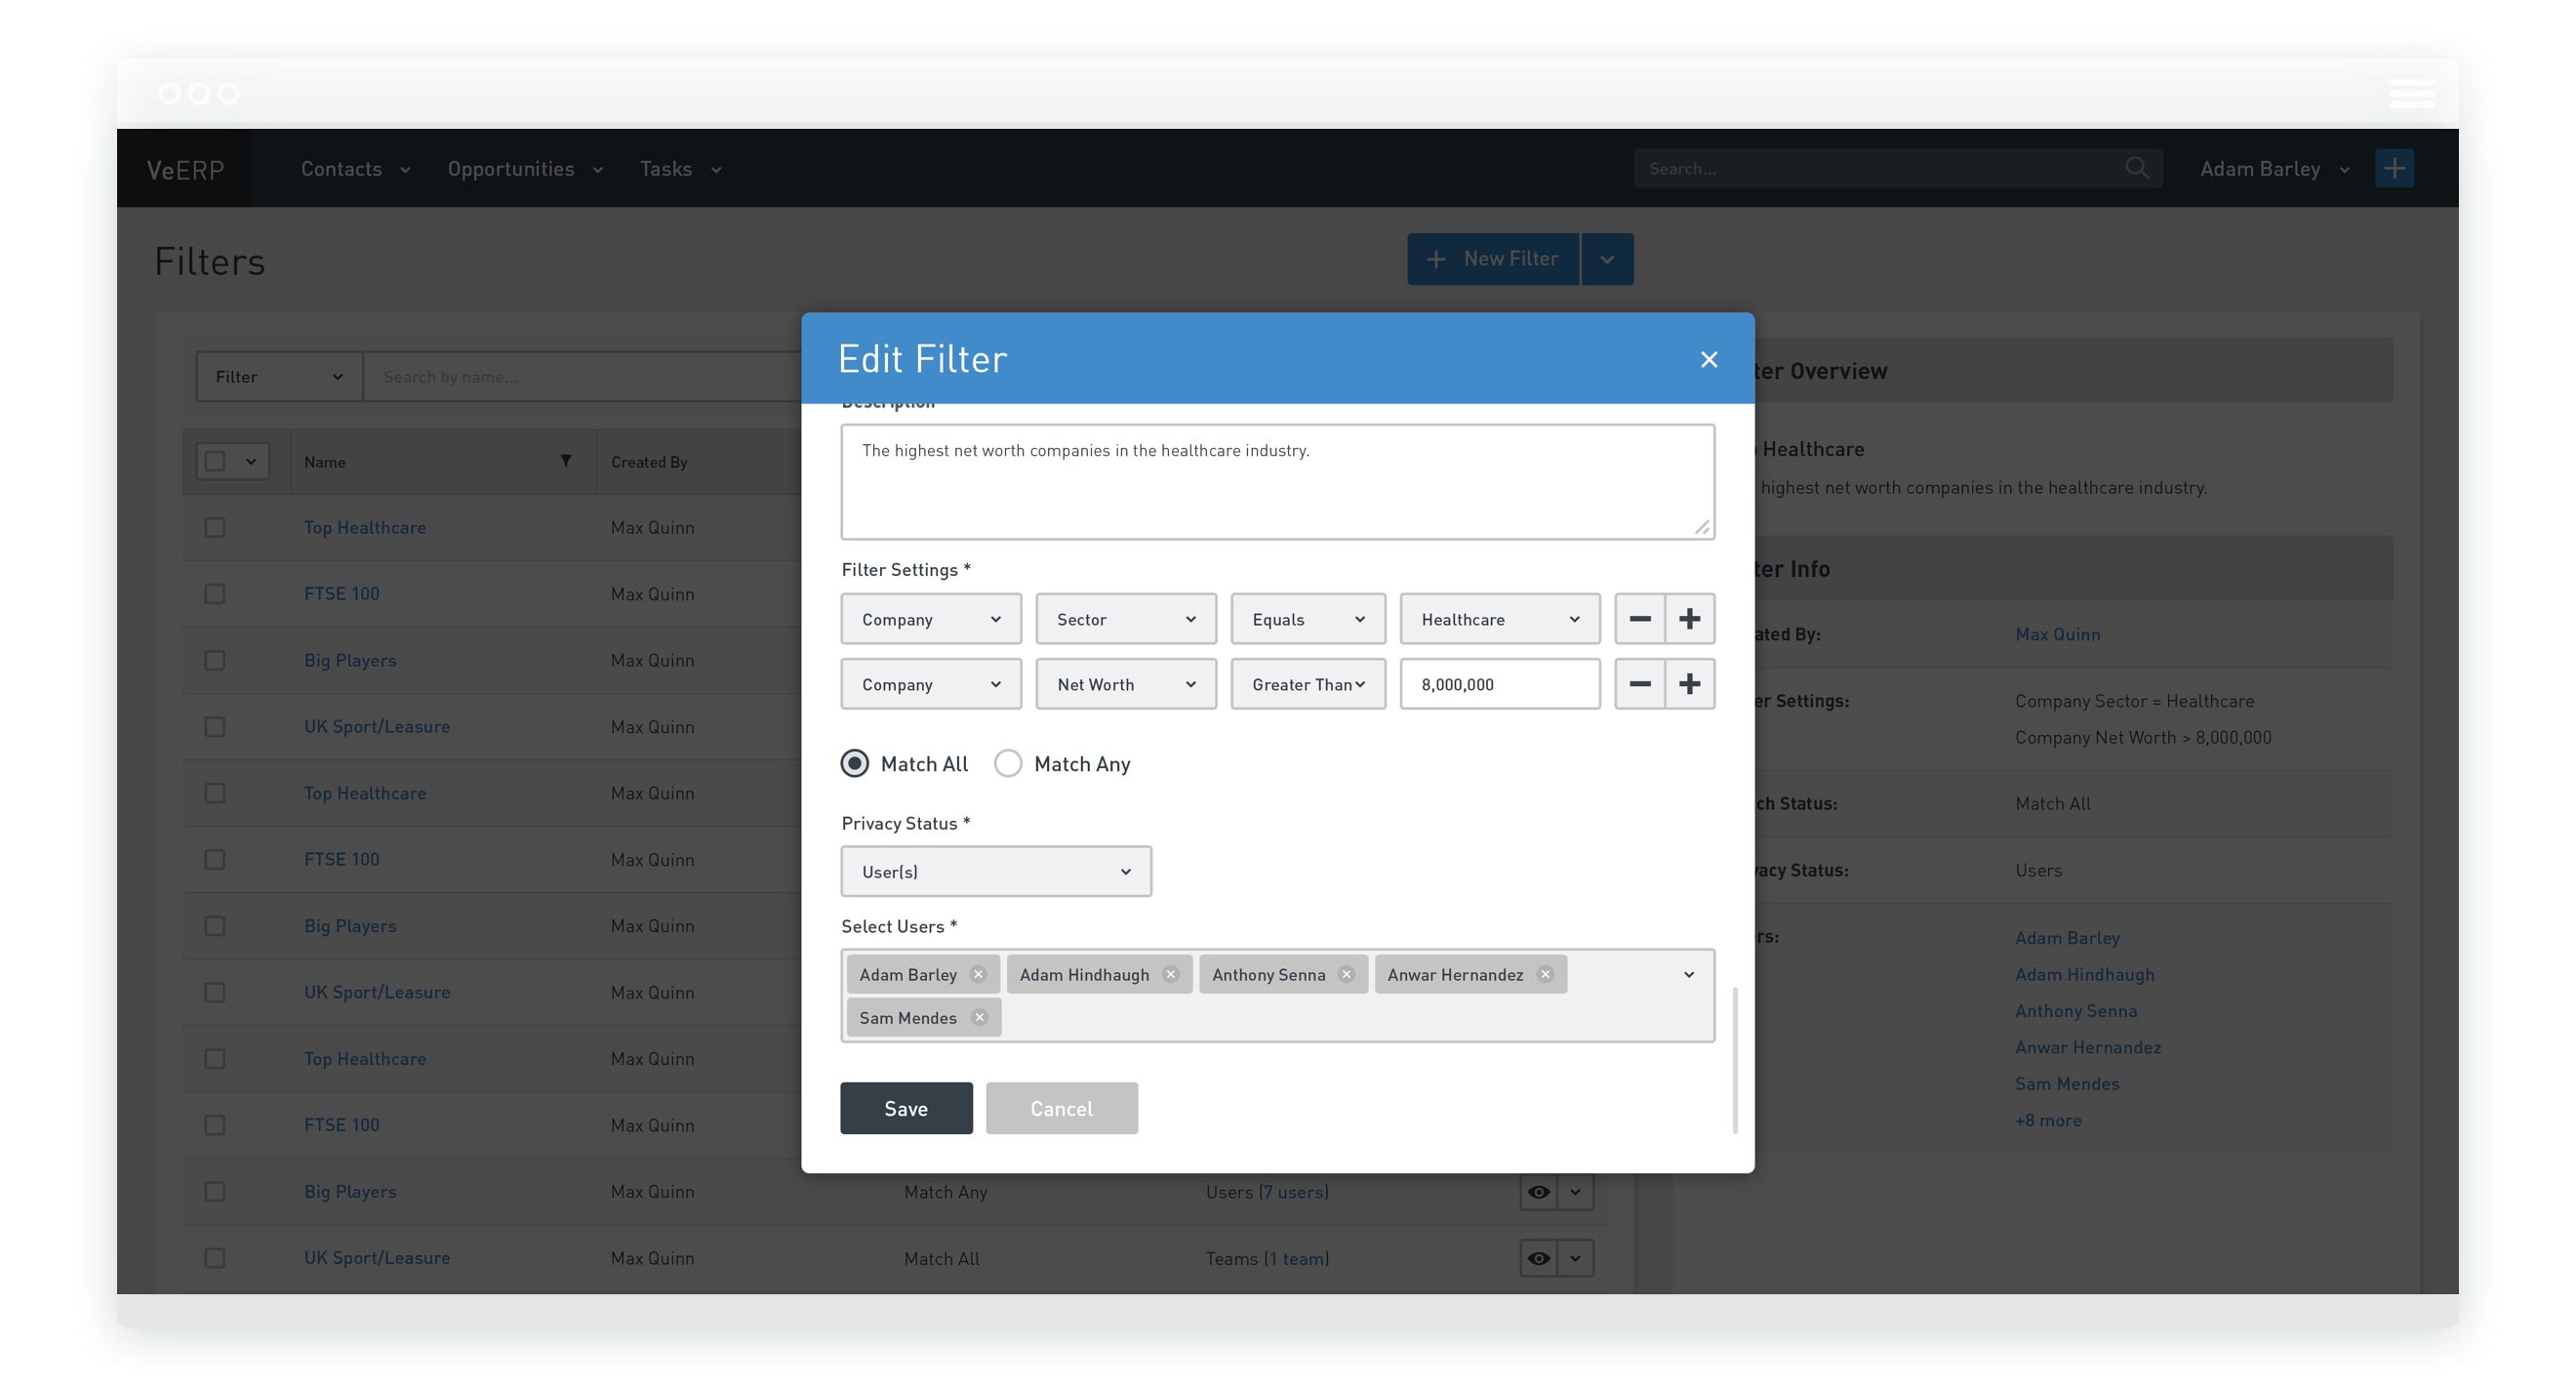 VeERP Contacts Opportunities Tasks Search... Adam Barley
Filters New Filter
Filter Search by name...
Name Created By
Top Healthcare Max Quinn
FTSE 100 Max Quinn
Big Players Max Quinn
UK Sport/Leasure Max Quinn
Top Healthcare Max Quinn
FTSE 100 Max Quinn
Big Players Max Quinn
UK Sport/Leasure Max Quinn
Top Healthcare Max Quinn
FTSE 100 Max Quinn
Big Players Max Quinn Match Any Users (7 users)
UK Sport/Leasure Max Quinn Match All Teams (1 team)
Edit Filter
Description
The highest net worth companies in the healthcare industry.
Filter Settings *
Company Sector Equals Healthcare
Company Net Worth Greater Than 8,000,000
Match All Match Any
Privacy Status *
User(s)
Select Users *
Adam Barley Adam Hindhaugh Anthony Senna Anwar Hernandez
Sam Mendes
Save Cancel
Overview
Healthcare
highest net worth companies in the healthcare industry.
Info
By: Max Quinn
Settings: Company Sector = Healthcare
Company Net Worth > 8,000,000
Status: Match All
Status: Users
Adam Barley
Adam Hindhaugh
Anthony Senna
Anwar Hernandez
Sam Mendes
+8 more